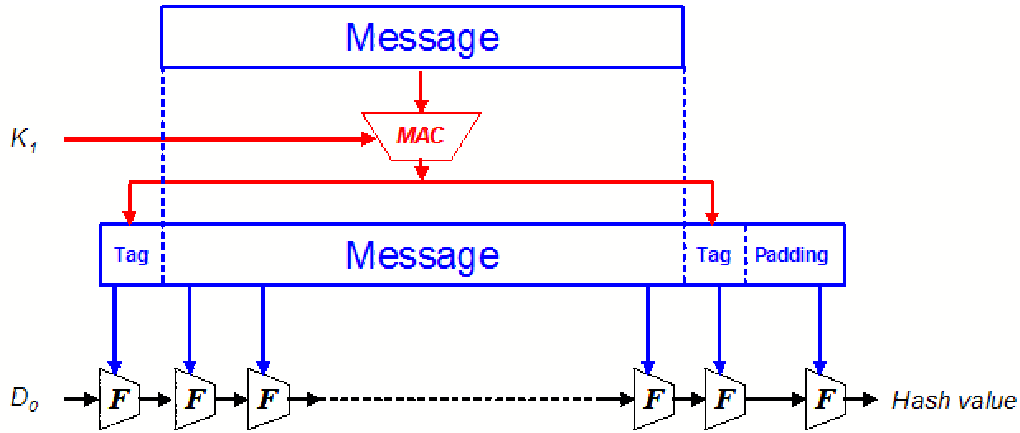 Message
K₁ MAC
Tag Message Tag Padding
D₀ F F F F F F Hash value